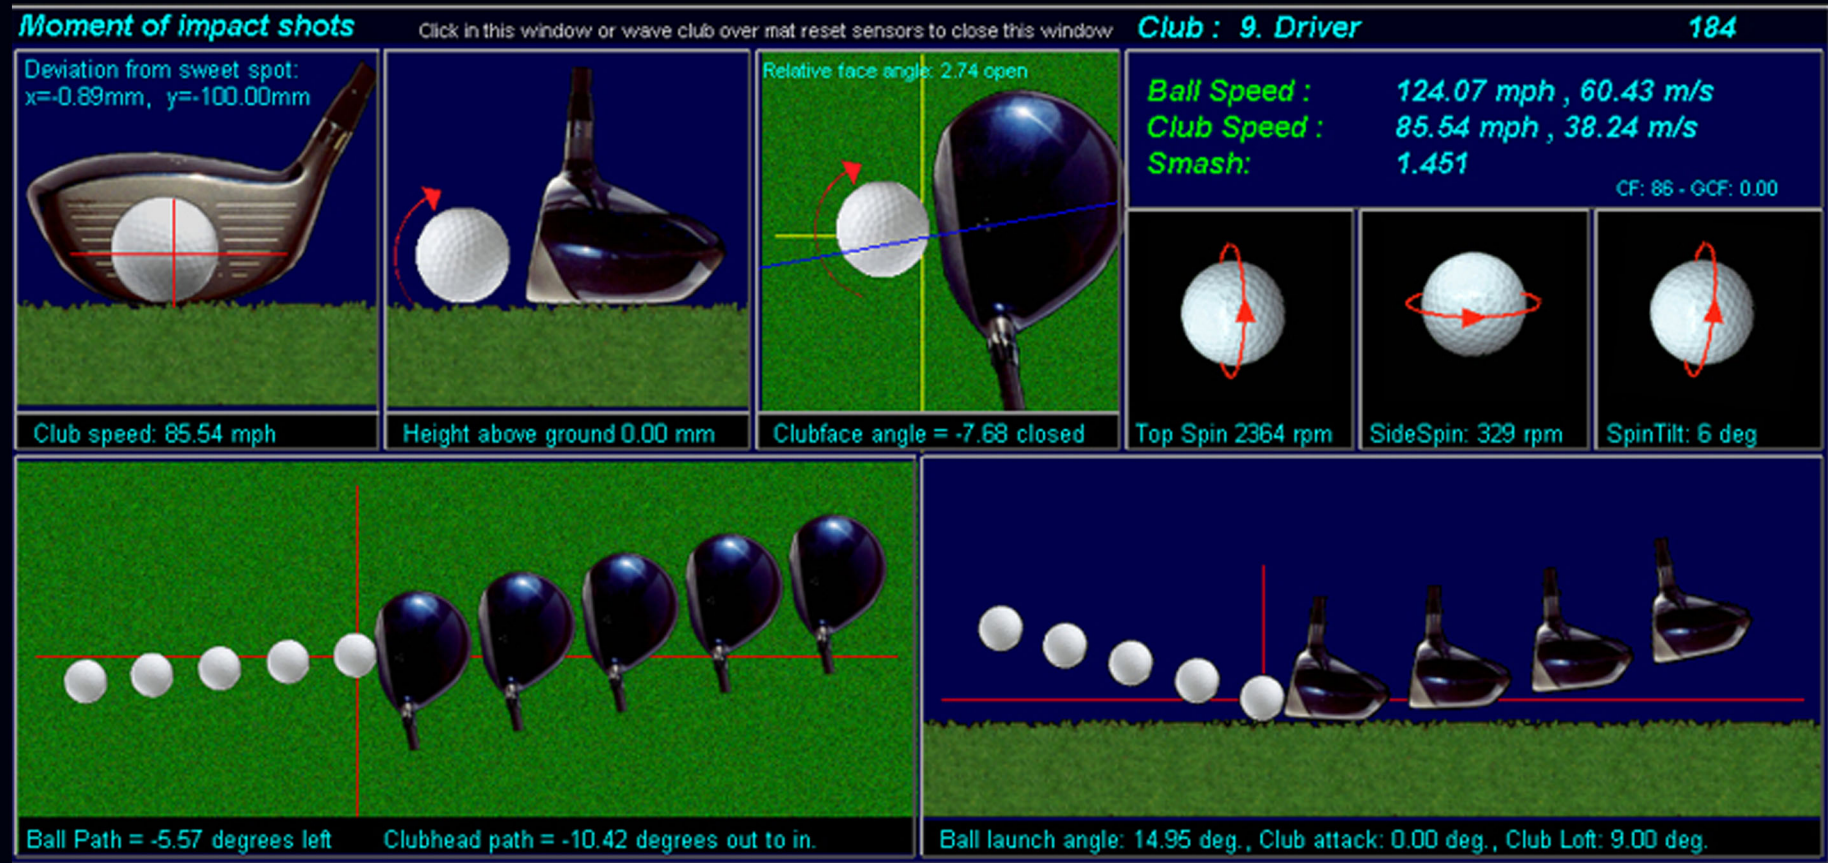 Moment of impact shots
Click in this window or wave club over mat reset sensors to close this window
Club : 9. Driver 184
Deviation from sweet spot:
x=-0.89mm, y=-100.00mm
Relative face angle: 2.74 open
Ball Speed : 124.07 mph , 60.43 m/s
Club Speed : 85.54 mph , 38.24 m/s
Smash: 1.451
CF: 86 - GCF: 0.00
Club speed: 85.54 mph
Height above ground 0.00 mm
Clubface angle = -7.68 closed
Top Spin 2364 rpm
SideSpin: 329 rpm
SpinTilt: 6 deg
Ball Path = -5.57 degrees left
Clubhead path = -10.42 degrees out to in.
Ball launch angle: 14.95 deg., Club attack: 0.00 deg., Club Loft: 9.00 deg.